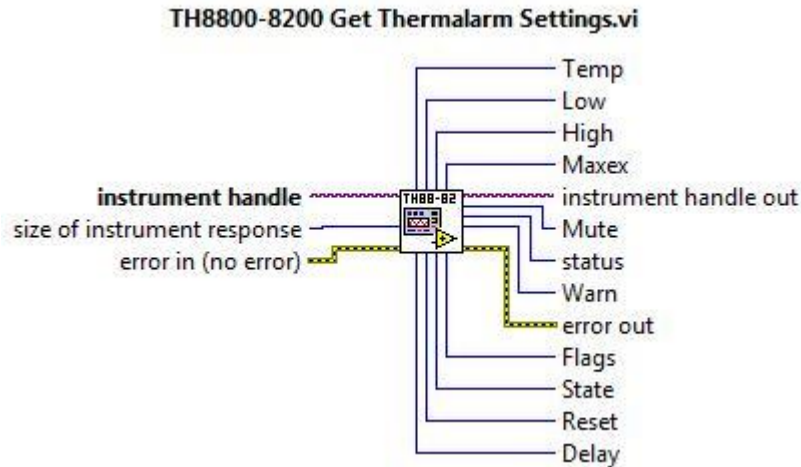 TH8800-8200 Get Thermalarm Settings.vi
Temp
Low
High
Maxex
instrument handle
TH88-82
instrument handle out
size of instrument response
Mute
error in (no error)
status
Warn
error out
Flags
State
Reset
Delay